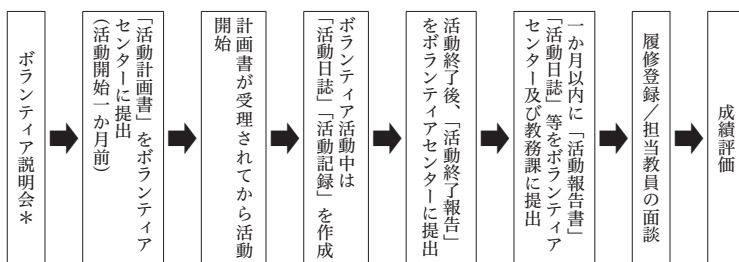 ボランティア説明会＊
「活動計画書」をボランティア
センターに提出
（活動開始一か月前）
計画書が受理されてから活動
開始
ボランティア活動中は
「活動日誌」「活動記録」を作成
活動終了後、「活動終了報告」
をボランティアセンターに提出
一か月以内に「活動報告書」
「活動日誌」等をボランティア
センター及び教務課に提出
履修登録／担当教員の面談
成績評価